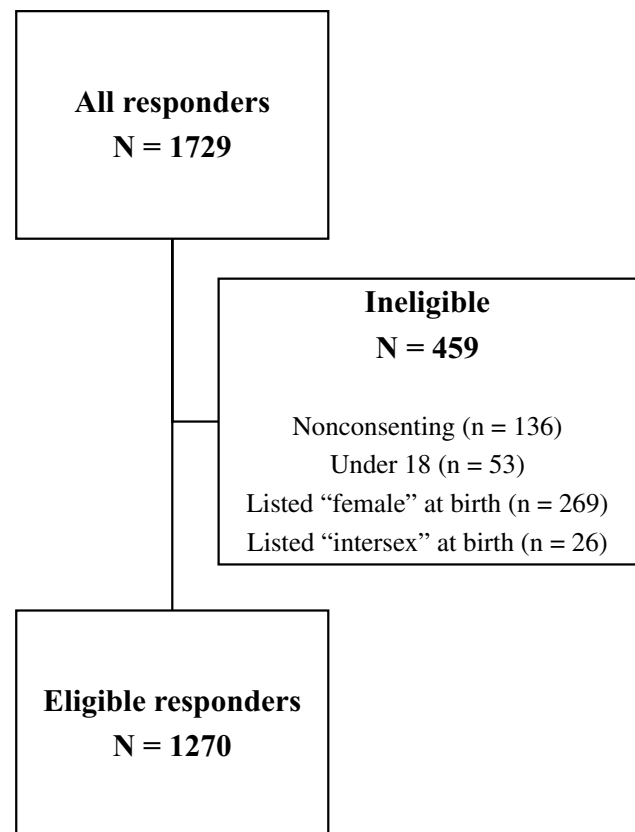 All responders
N = 1729
Ineligible
N = 459
Nonconsenting (n = 136)
Under 18 (n = 53)
Listed “female” at birth (n = 269)
Listed “intersex” at birth (n = 26)
Eligible responders
N = 1270